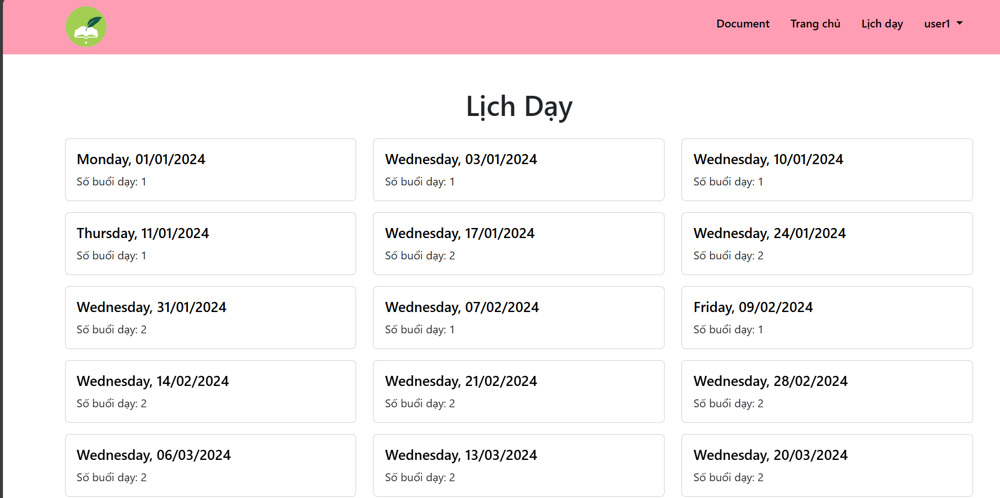 Document Trang chủ Lịch dạy user1
Lịch Dạy
Monday, 01/01/2024
Số buổi dạy: 1
Wednesday, 03/01/2024
Số buổi dạy: 1
Wednesday, 10/01/2024
Số buổi dạy: 1
Thursday, 11/01/2024
Số buổi dạy: 1
Wednesday, 17/01/2024
Số buổi dạy: 2
Wednesday, 24/01/2024
Số buổi dạy: 2
Wednesday, 31/01/2024
Số buổi dạy: 2
Wednesday, 07/02/2024
Số buổi dạy: 1
Friday, 09/02/2024
Số buổi dạy: 1
Wednesday, 14/02/2024
Số buổi dạy: 2
Wednesday, 21/02/2024
Số buổi dạy: 2
Wednesday, 28/02/2024
Số buổi dạy: 2
Wednesday, 06/03/2024
Số buổi dạy: 2
Wednesday, 13/03/2024
Số buổi dạy: 2
Wednesday, 20/03/2024
Số buổi dạy: 2